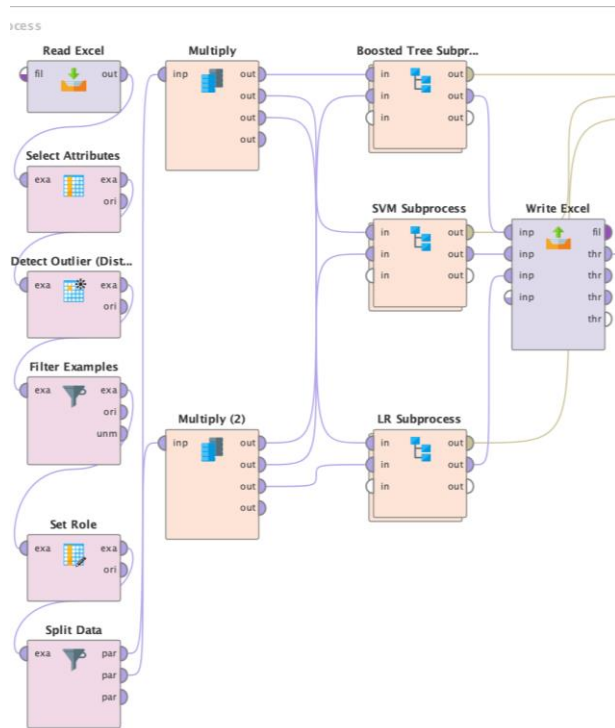 cess
Read Excel
fil out
Select Attributes
exa exa
ori
Detect Outlier (Dist...
exa exa
ori
Filter Examples
exa exa
ori
unm
Set Role
exa exa
ori
Split Data
exa par
par
par
Multiply
inp out
out
out
out
Multiply (2)
inp out
out
out
out
Boosted Tree Subpr...
in out
in out
in out
SVM Subprocess
in out
in out
in out
LR Subprocess
in out
in out
in out
Write Excel
inp fil
inp thr
inp thr
inp thr
thr